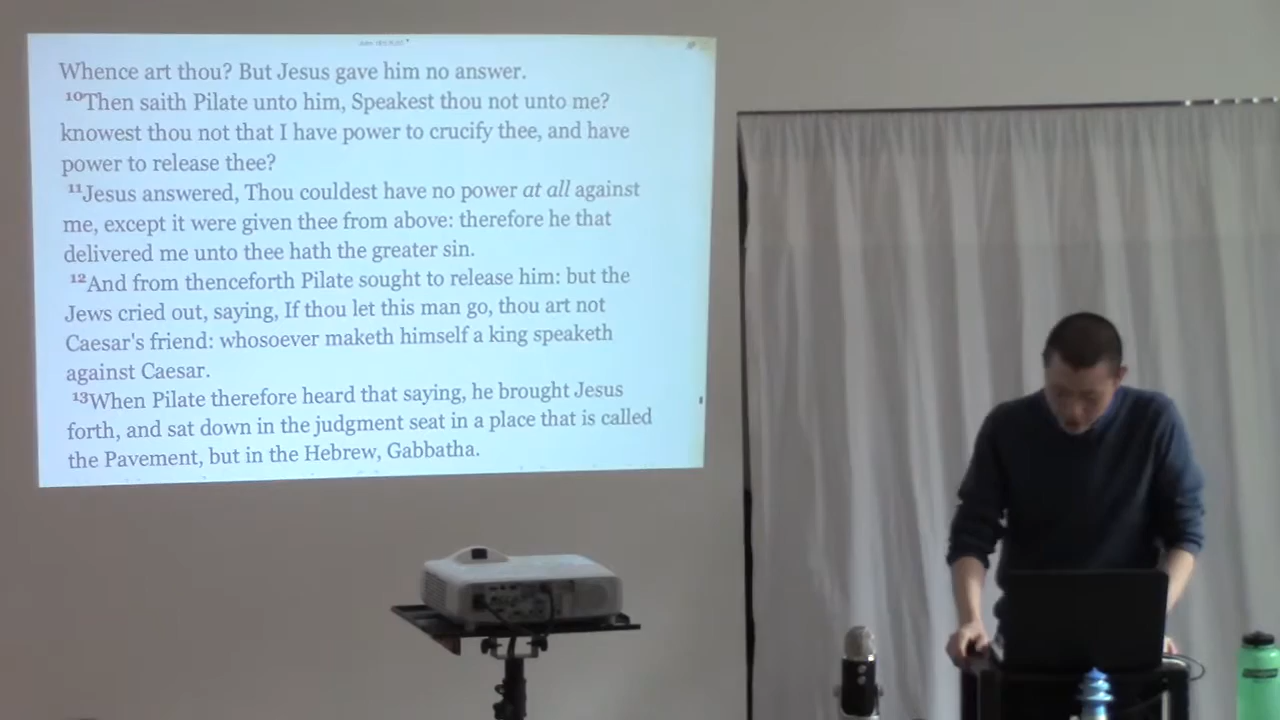 Whence art thou? But Jesus gave him no answer.
10Then saith Pilate unto him, Speakest thou not unto me?
knowest thou not that I have power to crucify thee, and have
power to release thee?
11Jesus answered, Thou couldest have no power at all against
me, except it were given thee from above: therefore he that
delivered me unto thee hath the greater sin.
12And from thenceforth Pilate sought to release him: but the
Jews cried out, saying, If thou let this man go, thou art not
Caesar's friend: whosoever maketh himself a king speaketh
against Caesar.
13When Pilate therefore heard that saying, he brought Jesus
forth, and sat down in the judgment seat in a place that is called
the Pavement, but in the Hebrew, Gabbatha.